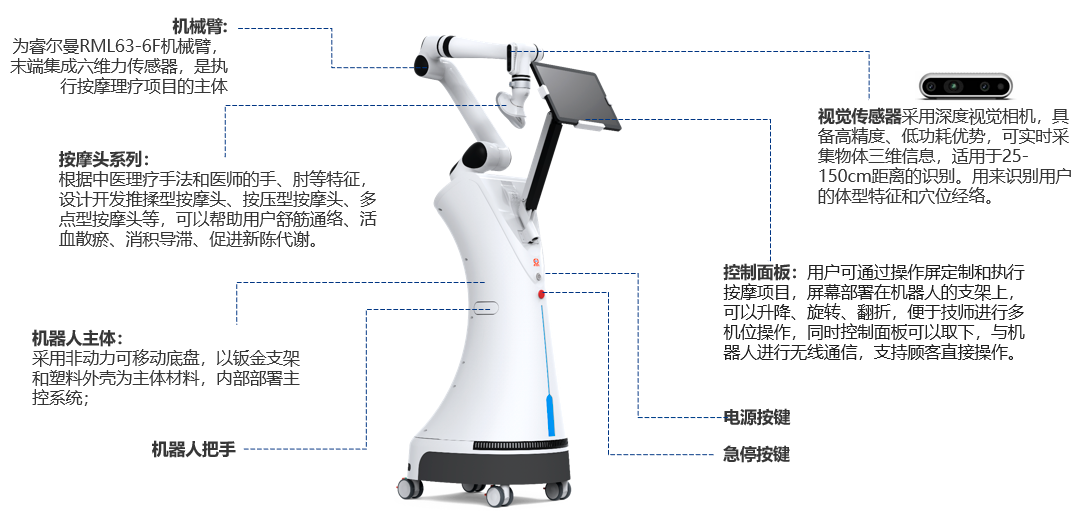 机械臂:
为睿尔曼RML63-6F机械臂，
末端集成六维力传感器，是执
行按摩理疗项目的主体
按摩头系列：
根据中医理疗手法和医师的手、肘等特征，
设计开发推揉型按摩头、按压型按摩头、多
点型按摩头等，可以帮助用户舒筋通络、活
血散瘀、消积导滞、促进新陈代谢。
机器人主体：
采用非动力可移动底盘，以钣金支架
和塑料外壳为主体材料，内部部署主
控系统；
机器人把手
视觉传感器采用深度视觉相机，具
备高精度、低功耗优势，可实时采
集物体三维信息，适用于25-
150cm距离的识别。用来识别用户
的体型特征和穴位经络。
控制面板：用户可通过操作屏定制和执行
按摩项目，屏幕部署在机器人的支架上，
可以升降、旋转、翻折，便于技师进行多
机位操作，同时控制面板可以取下，与机
器人进行无线通信，支持顾客直接操作。
电源按键
急停按键